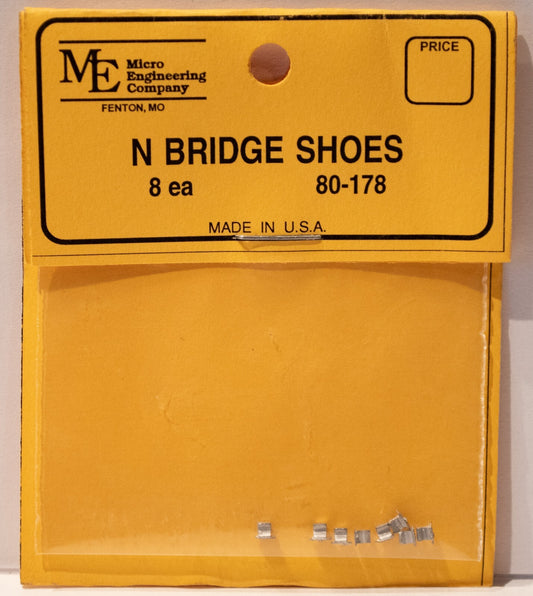 ME Micro
Engineering
Company
FENTON, MO
PRICE
N BRIDGE SHOES
8 ea 80-178
MADE IN U.S.A.